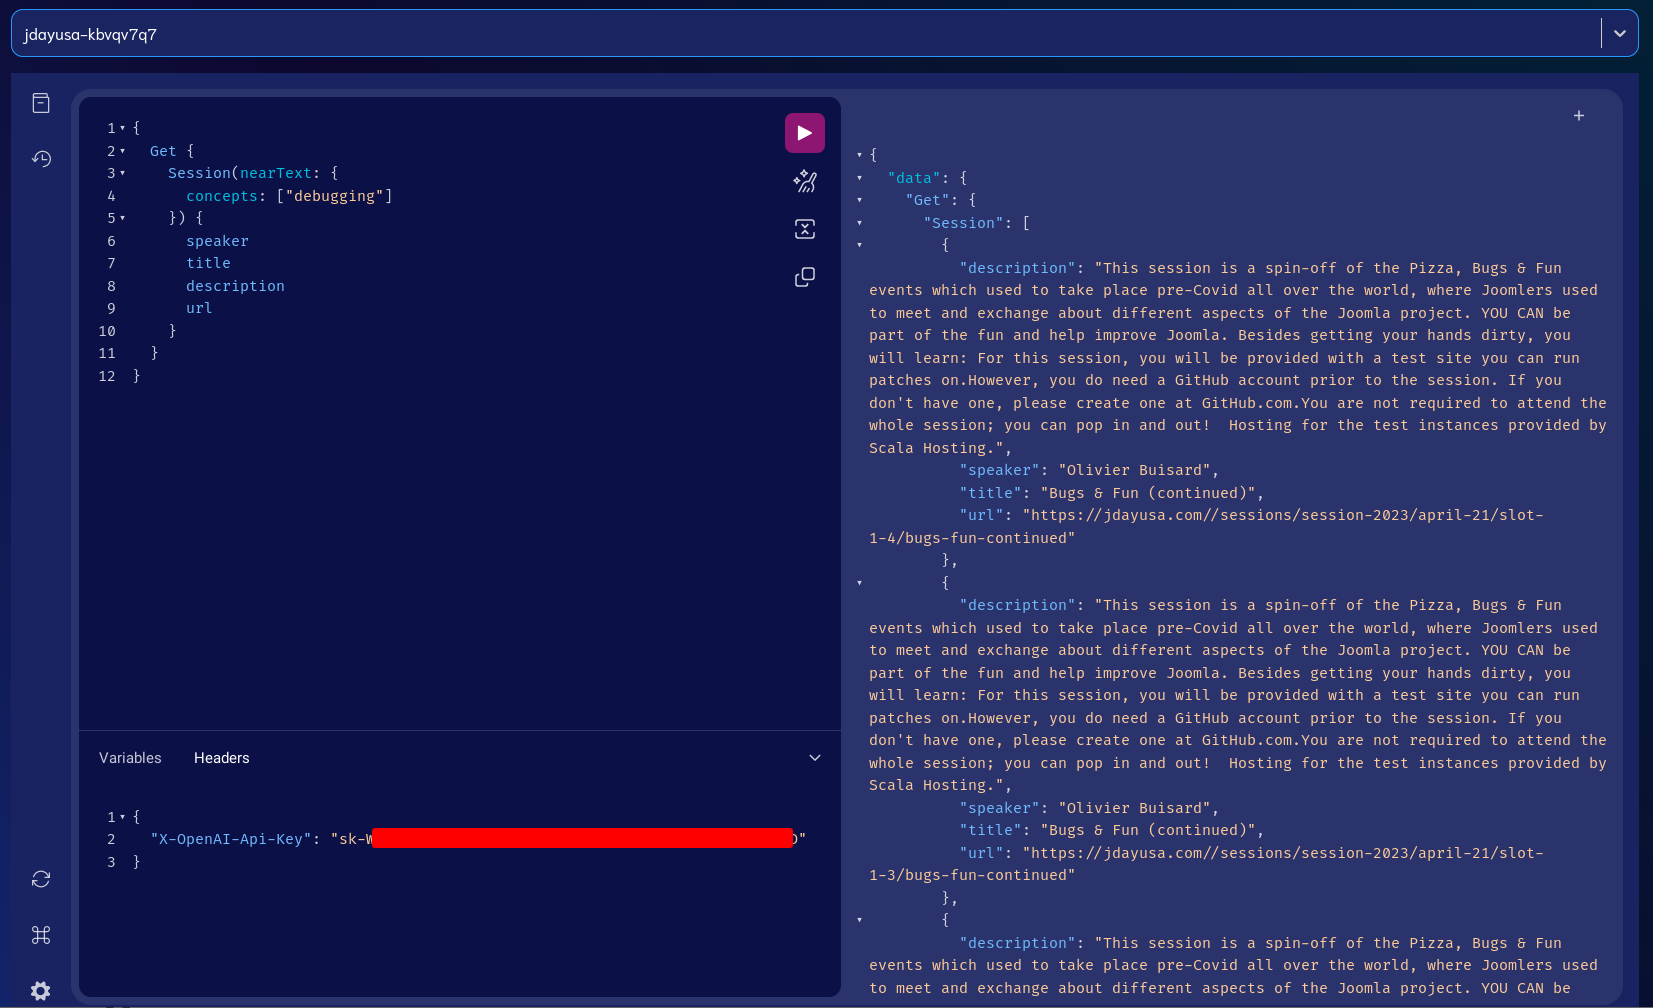 jdayusa-kbvqv7q7
1 {
2 Get {
3 Session(nearText: {
4 concepts: ["debugging"]
5 }) {
6 speaker
7 title
8 description
9 url
10 }
11 }
12 }
Variables Headers
1 {
2 "X-OpenAI-Api-Key": "sk-W
3 }
+
{
"data": {
"Get": {
"Session": [
{
"description": "This session is a spin-off of the Pizza, Bugs & Fun
events which used to take place pre-Covid all over the world, where Joomlers used
to meet and exchange about different aspects of the Joomla project. YOU CAN be
part of the fun and help improve Joomla. Besides getting your hands dirty, you
will learn: For this session, you will be provided with a test site you can run
patches on.However, you do need a GitHub account prior to the session. If you
don't have one, please create one at GitHub.com.You are not required to attend the
whole session; you can pop in and out!  Hosting for the test instances provided by
Scala Hosting.",
"speaker": "Olivier Buisard",
"title": "Bugs & Fun (continued)",
"url": "https://jdayusa.com//sessions/session-2023/april-21/slot-
1-4/bugs-fun-continued"
},
{
"description": "This session is a spin-off of the Pizza, Bugs & Fun
events which used to take place pre-Covid all over the world, where Joomlers used
to meet and exchange about different aspects of the Joomla project. YOU CAN be
part of the fun and help improve Joomla. Besides getting your hands dirty, you
will learn: For this session, you will be provided with a test site you can run
patches on.However, you do need a GitHub account prior to the session. If you
don't have one, please create one at GitHub.com.You are not required to attend the
whole session; you can pop in and out!  Hosting for the test instances provided by
Scala Hosting.",
"speaker": "Olivier Buisard",
"title": "Bugs & Fun (continued)",
"url": "https://jdayusa.com//sessions/session-2023/april-21/slot-
1-3/bugs-fun-continued"
},
{
"description": "This session is a spin-off of the Pizza, Bugs & Fun
events which used to take place pre-Covid all over the world, where Joomlers used
to meet and exchange about different aspects of the Joomla project. YOU CAN be